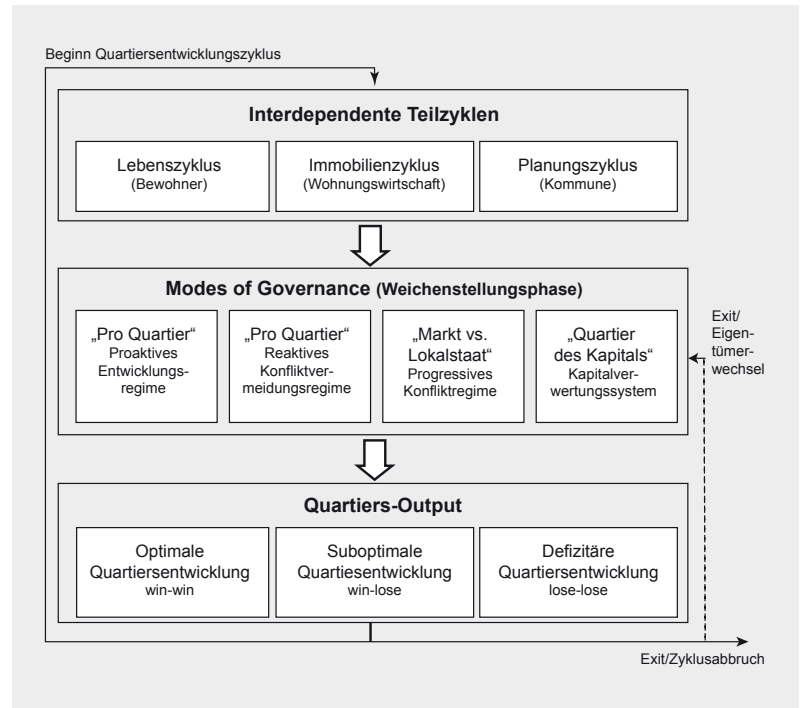 Beginn Quartiersentwicklungszyklus
Interdependente Teilzyklen
Lebenszyklus
(Bewohner)
Immobilienzyklus
(Wohnungswirtschaft)
Planungszyklus
(Kommune)
Modes of Governance (Weichenstellungsphase)
„Pro Quartier“
Proaktives
Entwicklungs-
regime
„Pro Quartier“
Reaktives
Konfliktver-
meidungsregime
„Markt vs.
Lokalstaat“
Progressives
Konfliktregime
„Quartier
des Kapitals“
Kapitalver-
wertungssystem
Exit/
Eigen-
tümer-
wechsel
Quartiers-Output
Optimale
Quartiersentwicklung
win-win
Suboptimale
Quartiesentwicklung
win-lose
Defizitäre
Quartiersentwicklung
lose-lose
Exit/Zyklusabbruch